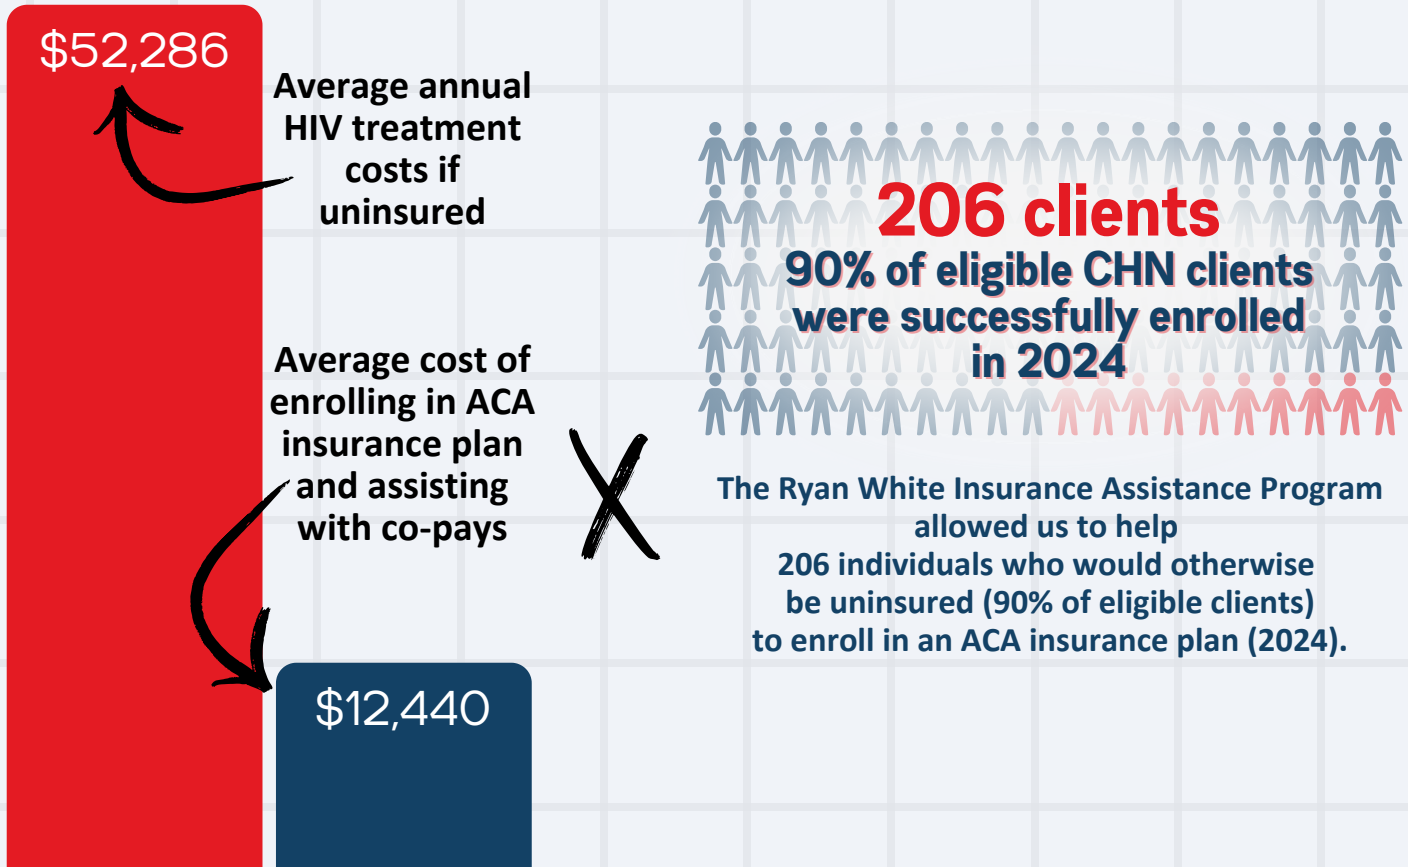 $52,286
Average annual
HIV treatment
costs if
uninsured
Average cost of
enrolling in ACA
insurance plan
and assisting
with co-pays
$12,440
X
206 clients
90% of eligible CHN clients
were successfully enrolled
in 2024
The Ryan White Insurance Assistance Program
allowed us to help
206 individuals who would otherwise
be uninsured (90% of eligible clients)
to enroll in an ACA insurance plan (2024).